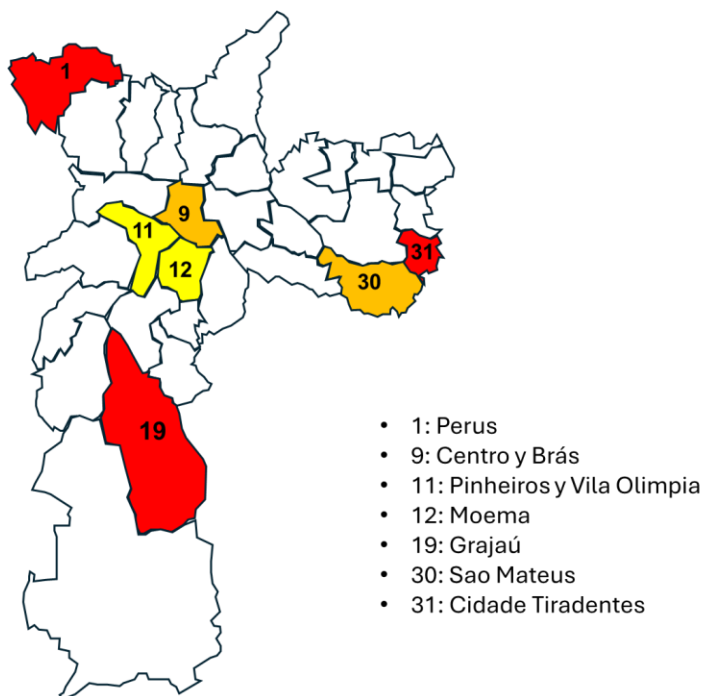 1
9
11
12
31
30
19
• 1: Perus
• 9: Centro y Brás
• 11: Pinheiros y Vila Olimpia
• 12: Moema
• 19: Grajaú
• 30: Sao Mateus
• 31: Cidade Tiradentes